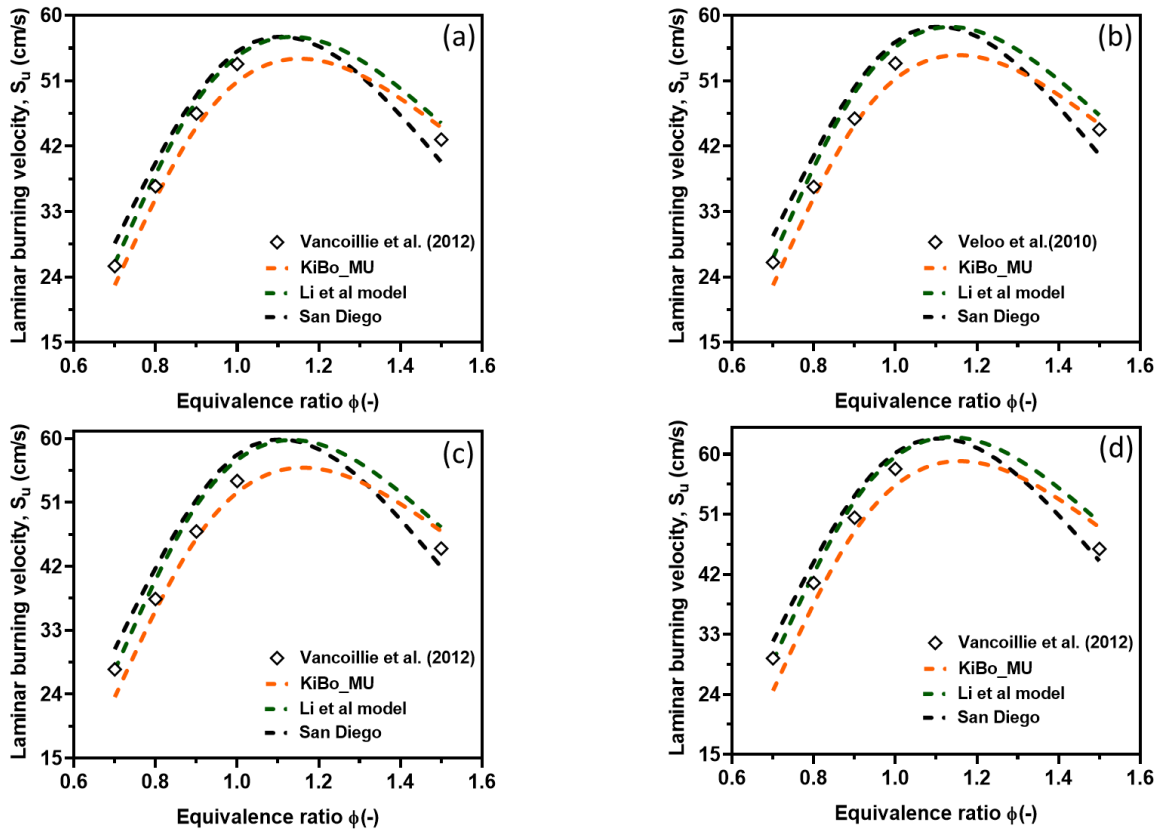 (a)
Laminar burning velocity, Su (cm/s)
60
51
42
33
24
15
Vancoillie et al. (2012)
KiBo_MU
Li et al model
San Diego
0.6 0.8 1.0 1.2 1.4 1.6
Equivalence ratio ϕ(-)
(b)
Laminar burning velocity, Su (cm/s)
60
51
42
33
24
15
Veloo et al.(2010)
KiBo_MU
Li et al model
San Diego
0.6 0.8 1.0 1.2 1.4 1.6
Equivalence ratio ϕ(-)
(c)
Laminar burning velocity, Su (cm/s)
60
51
42
33
24
15
Vancoillie et al. (2012)
KiBo_MU
Li et al model
San Diego
0.6 0.8 1.0 1.2 1.4 1.6
Equivalence ratio ϕ(-)
(d)
Laminar burning velocity, Su (cm/s)
60
51
42
33
24
15
Vancoillie et al. (2012)
KiBo_MU
Li et al model
San Diego
0.6 0.8 1.0 1.2 1.4 1.6
Equivalence ratio ϕ(-)